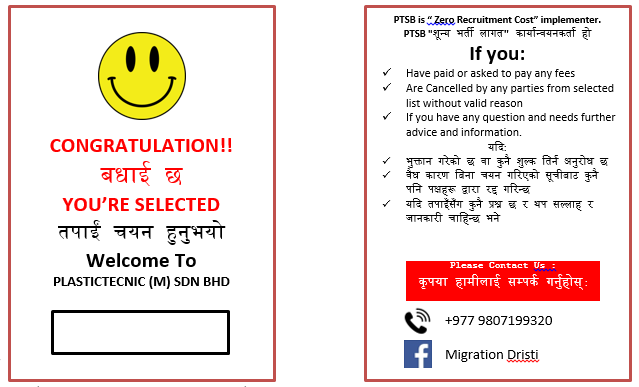 CONGRATULATION!!
बधाई छ
YOU'RE SELECTED
तपाई चयन हुनुभयो
Welcome To
PLASTICTECNIC (M) SDN BHD
PTSB is " Zero Recruitment Cost" implementer.
PTSB "शून्य भर्ती लागत" कार्यान्वयनकर्ता हो
If you:
✓ Have paid or asked to pay any fees
✓ Are Cancelled by any parties from selected
list without valid reason
✓ If you have any question and needs further
advice and information.
यदि:
✓ भुक्तान गरेको छ वा कुनै शुल्क तिर्न अनुरोध छ
✓ वैध कारण बिना चयन गरिएको सूचीबाट कुनै
पनि पक्षहरू द्वारा रद्द गरिन्छ
✓ यदि तपाईंसँग कुनै प्रश्न छ र थप सल्लाह र
जानकारी चाहिन्छ भने
Please Contact Us :
कृपया हामीलाई सम्पर्क गर्नुहोस्:
+977 9807199320
Migration Dristi